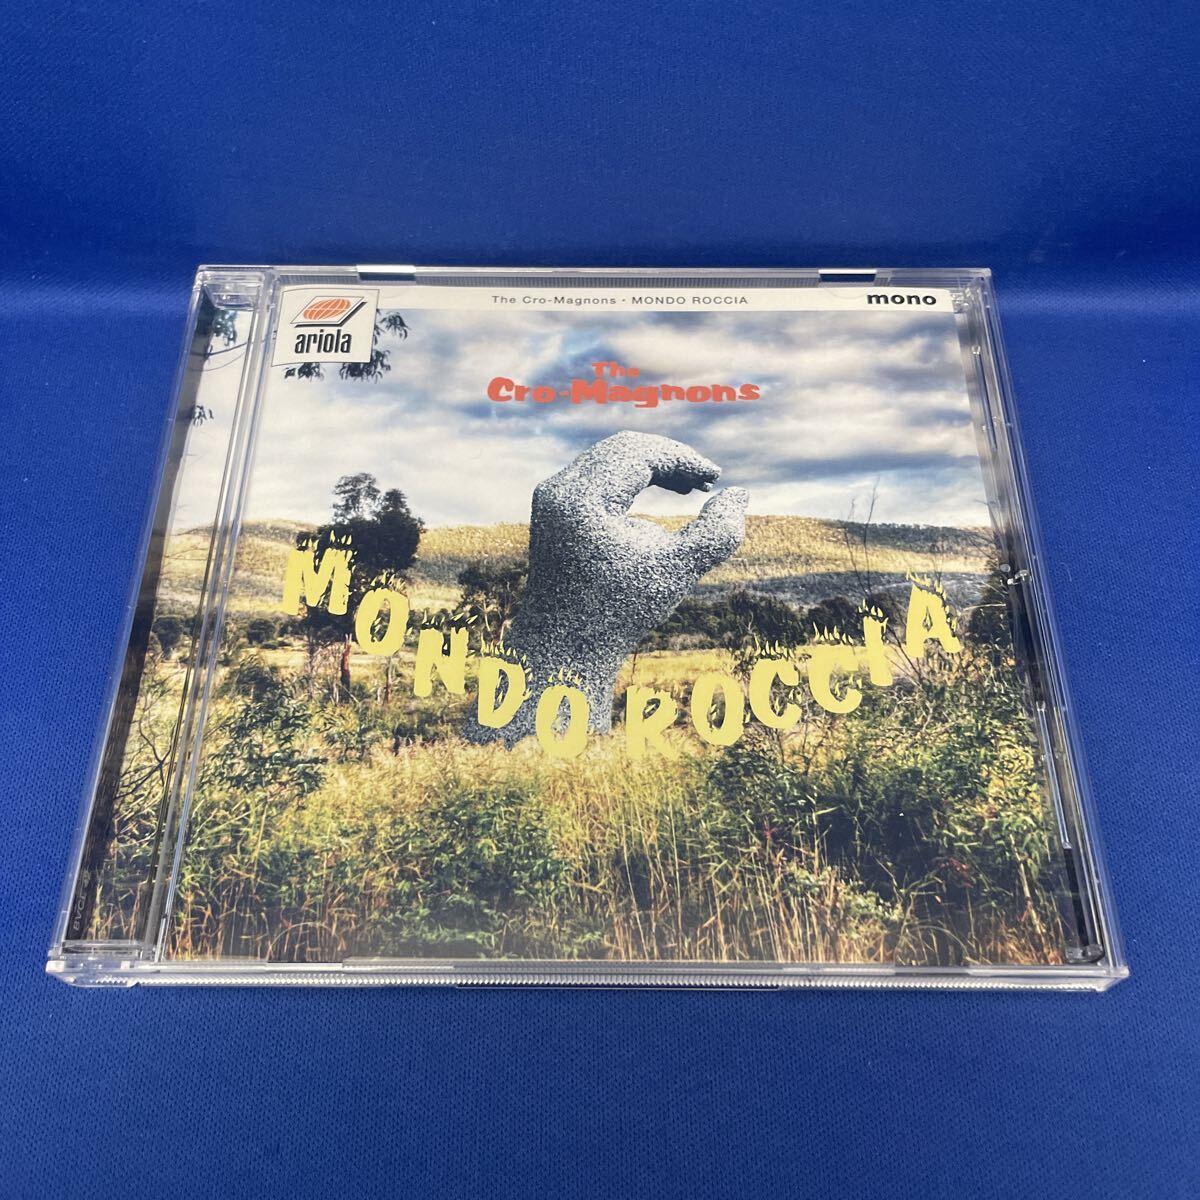 The Cro-Magnons・MONDO ROCCIA
mono
ariola
The
Cro-Magnons
MONDO ROCCIA